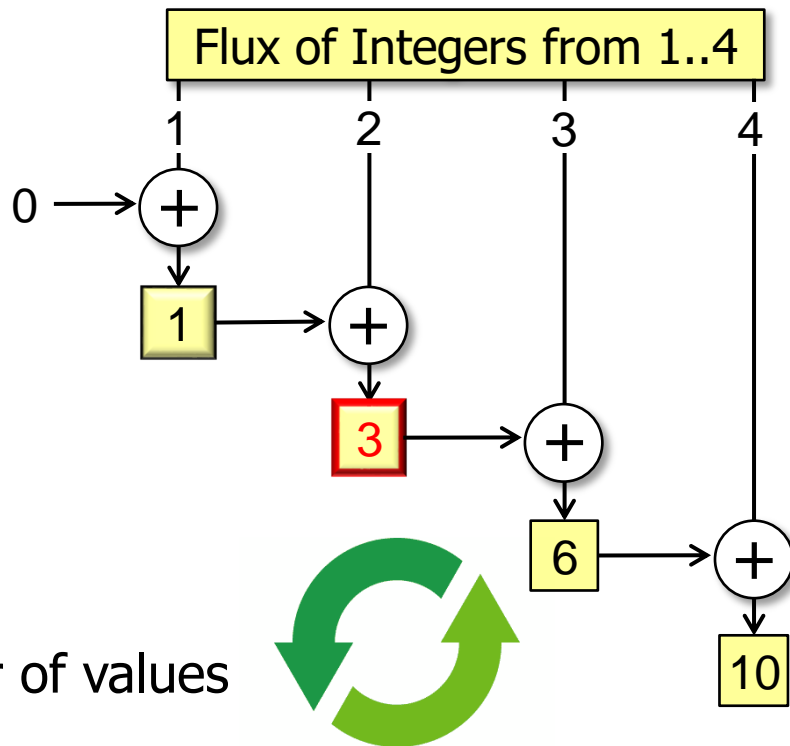 Flux of Integers from 1..4
1 2 3 4
0 +
1 +
3 +
6 +
of values
10